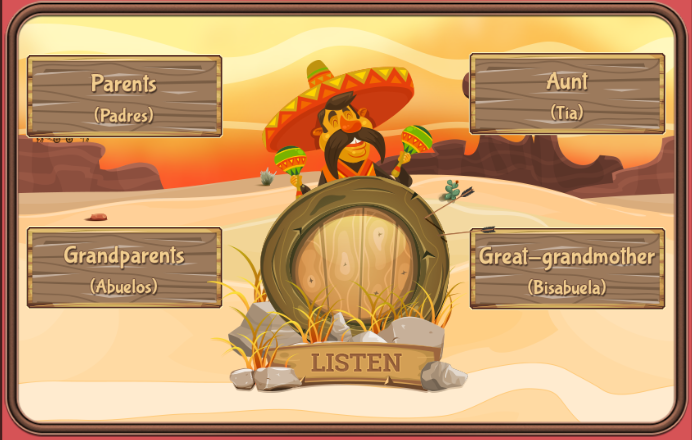 Parents
(Padres)
Aunt
(Tia)
Grandparents
(Abuelos)
Great-grandmother
(Bisabuela)
LISTEN